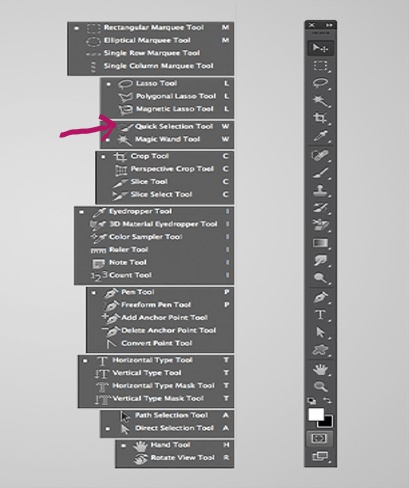 Rectangular Marquee Tool M
Elliptical Marquee Tool M
Single Row Marquee Tool
Single Column Marquee Tool
Lasso Tool L
Polygonal Lasso Tool L
Magnetic Lasso Tool L
Quick Selection Tool W
Magic Wand Tool W
Crop Tool C
Perspective Crop Tool C
Slice Tool C
Slice Select Tool C
Eyedropper Tool I
3D Material Eyedropper Tool I
Color Sampler Tool I
Ruler Tool I
Note Tool I
123 Count Tool I
Pen Tool P
Freeform Pen Tool P
Add Anchor Point Tool
Delete Anchor Point Tool
Convert Point Tool
T Horizontal Type Tool T
Vertical Type Tool T
Horizontal Type Mask Tool T
Vertical Type Mask Tool T
Path Selection Tool A
Direct Selection Tool A
Hand Tool H
Rotate View Tool R
T